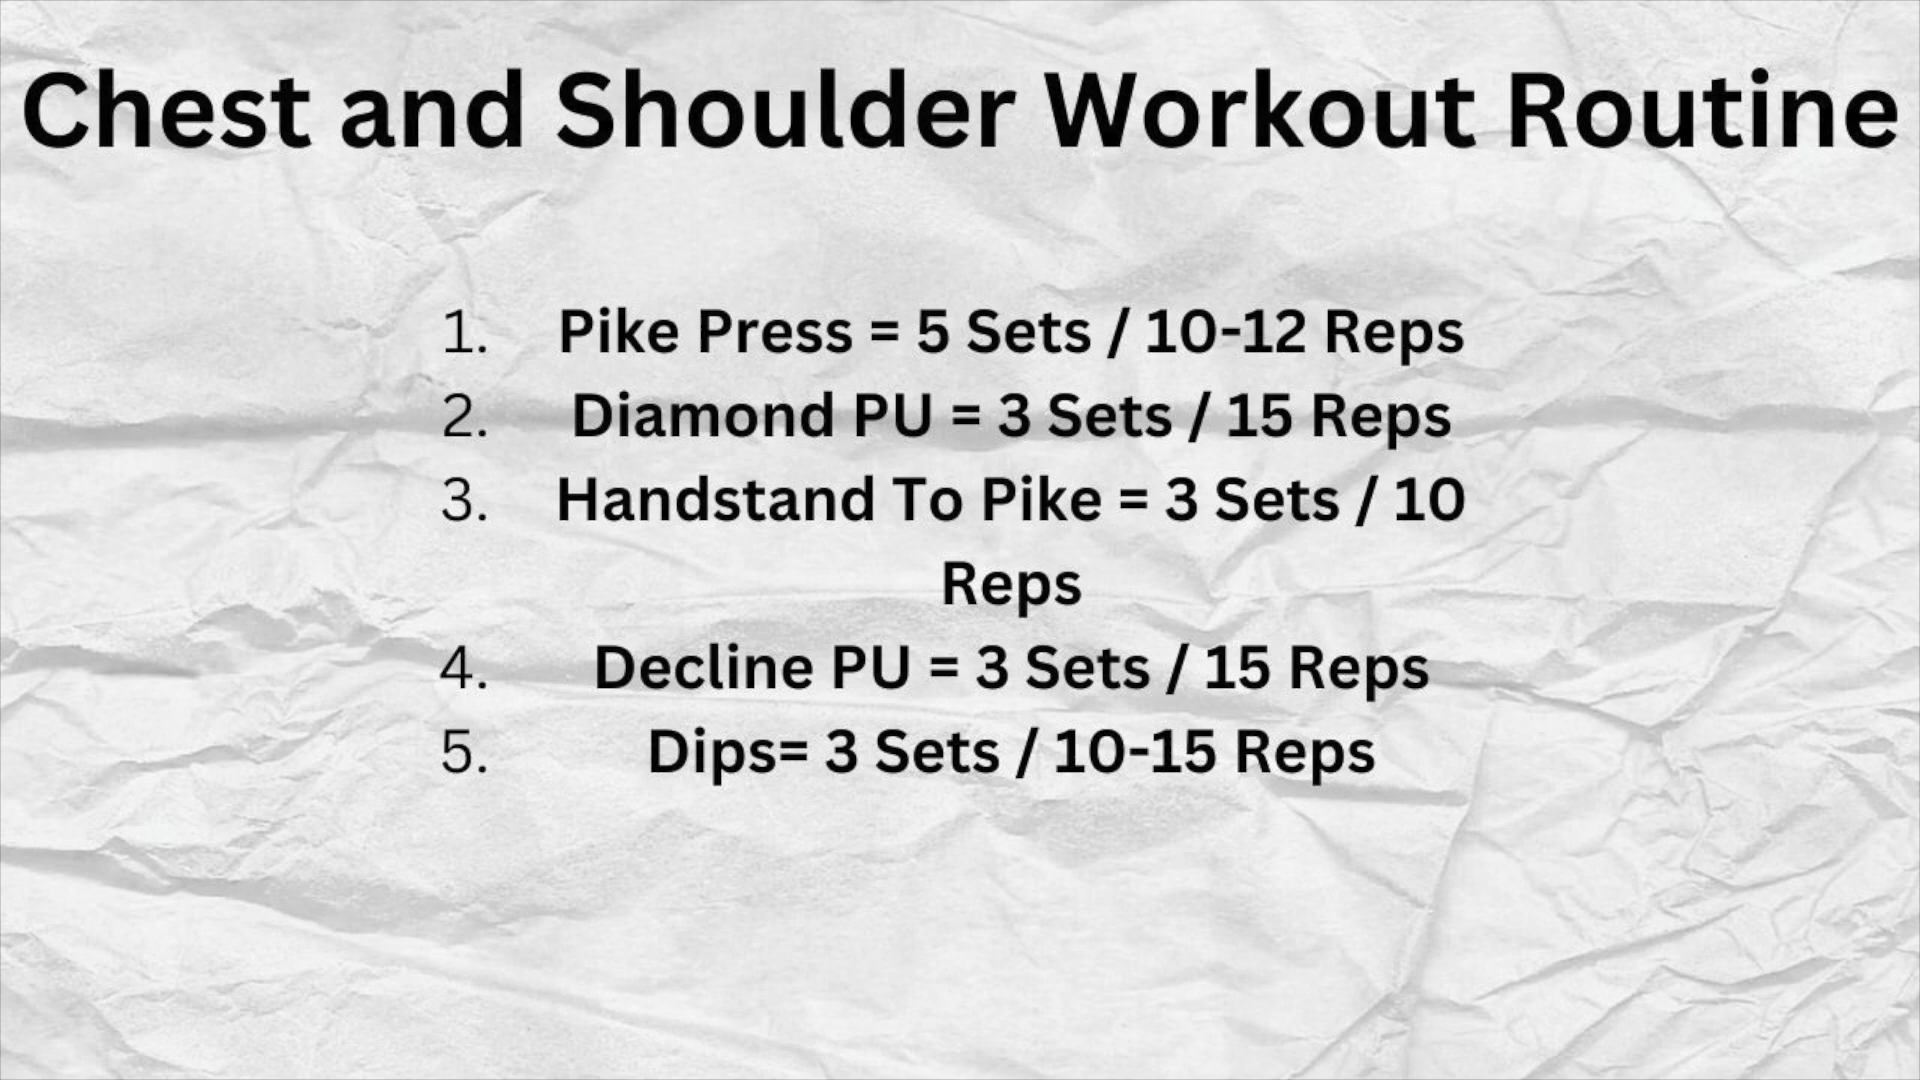 Chest and Shoulder Workout Routine
1. Pike Press = 5 Sets / 10-12 Reps
2. Diamond PU = 3 Sets / 15 Reps
3. Handstand To Pike = 3 Sets / 10
Reps
4. Decline PU = 3 Sets / 15 Reps
5. Dips= 3 Sets / 10-15 Reps